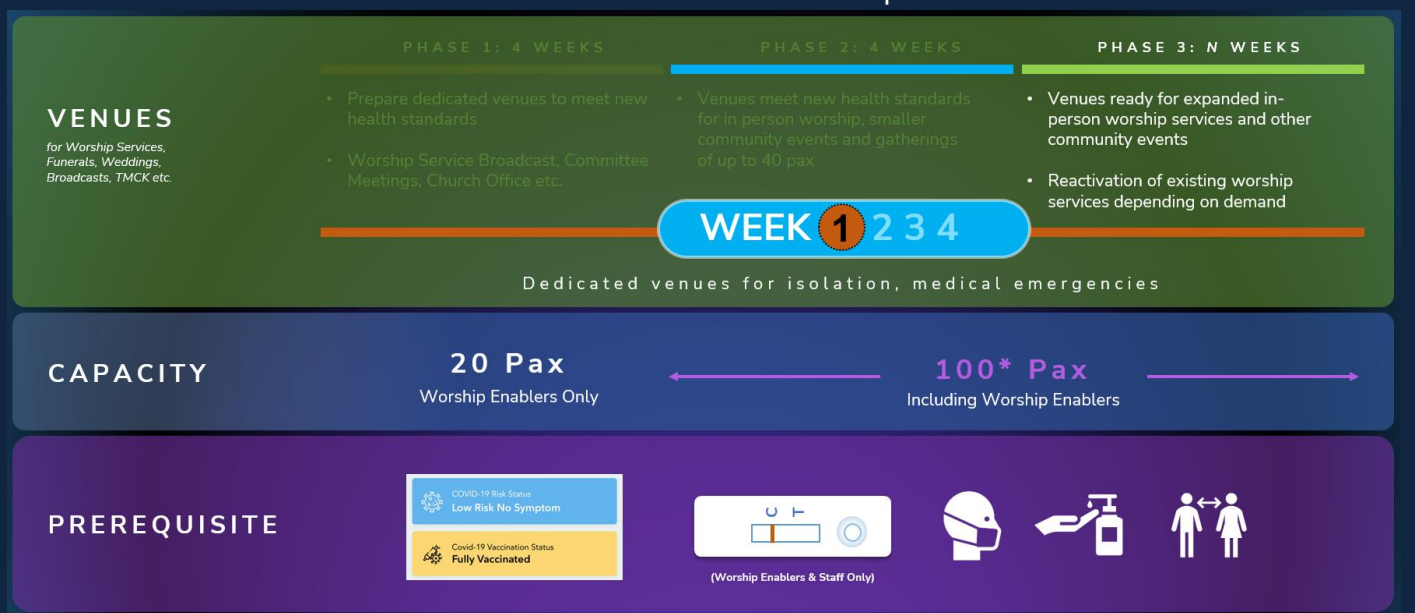 PHASE 1: 4 WEEKS
PHASE 2: 4 WEEKS
PHASE 3: N WEEKS
VENUES
for Worship Services,
Funerals, Weddings,
Broadcasts, TMCK etc.
• Prepare dedicated venues to meet new
health standards
• Worship Service Broadcast, Committee
Meetings, Church Office etc.
• Venues meet new health standards
for in person worship, smaller
community events and gatherings
of up to 40 pax
• Venues ready for expanded in-
person worship services and other
community events
• Reactivation of existing worship
services depending on demand
WEEK 1 2 3 4
Dedicated venues for isolation, medical emergencies
CAPACITY
20 Pax
Worship Enablers Only
100* Pax
Including Worship Enablers
PREREQUISITE
COVID-19 Risk Status
Low Risk No Symptom
Covid-19 Vaccination Status
Fully Vaccinated
C T
(Worship Enablers & Staff Only)